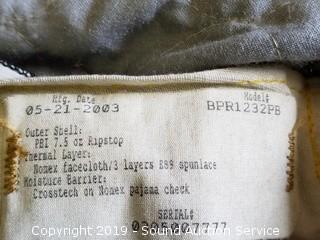 Mfg. Date
Model#
05-21-2003
BPR1232PB
Outer Shell:
PBI 7.5 oz Ripstop
Thermal Layer:
Nomex facecloth/3 layers E89 spunlace
Moisture Barrier:
Crosstech on Nomex pajama check
SERIAL#
Copyright 2019 - Sound Auction Service